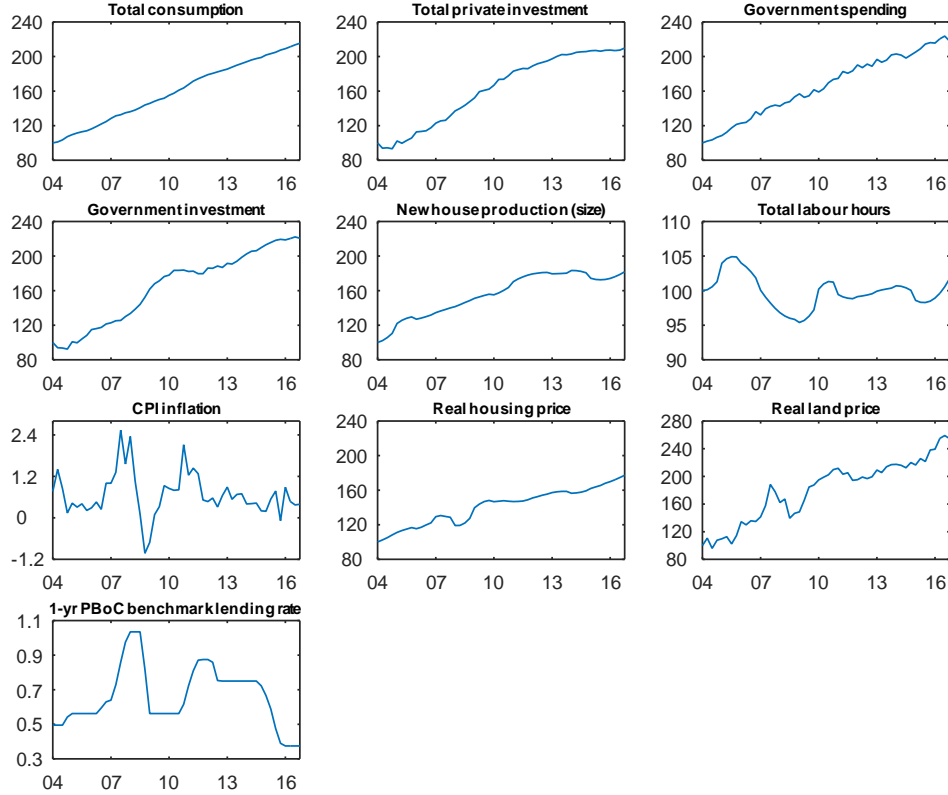 Total consumption
240
200
160
120
80
04 07 10 13 16
Total private investment
240
200
160
120
80
04 07 10 13 16
Government spending
240
200
160
120
80
04 07 10 13 16
Government investment
240
200
160
120
80
04 07 10 13 16
New house production (size)
240
200
160
120
80
04 07 10 13 16
Total labour hours
110
105
100
95
90
04 07 10 13 16
CPI inflation
2.4
1.2
0
-1.2
04 07 10 13 16
Real housing price
240
200
160
120
80
04 07 10 13 16
Real land price
280
240
200
160
120
80
04 07 10 13 16
1-yr PBoC benchmark lending rate
1.1
0.9
0.7
0.5
0.3
04 07 10 13 16